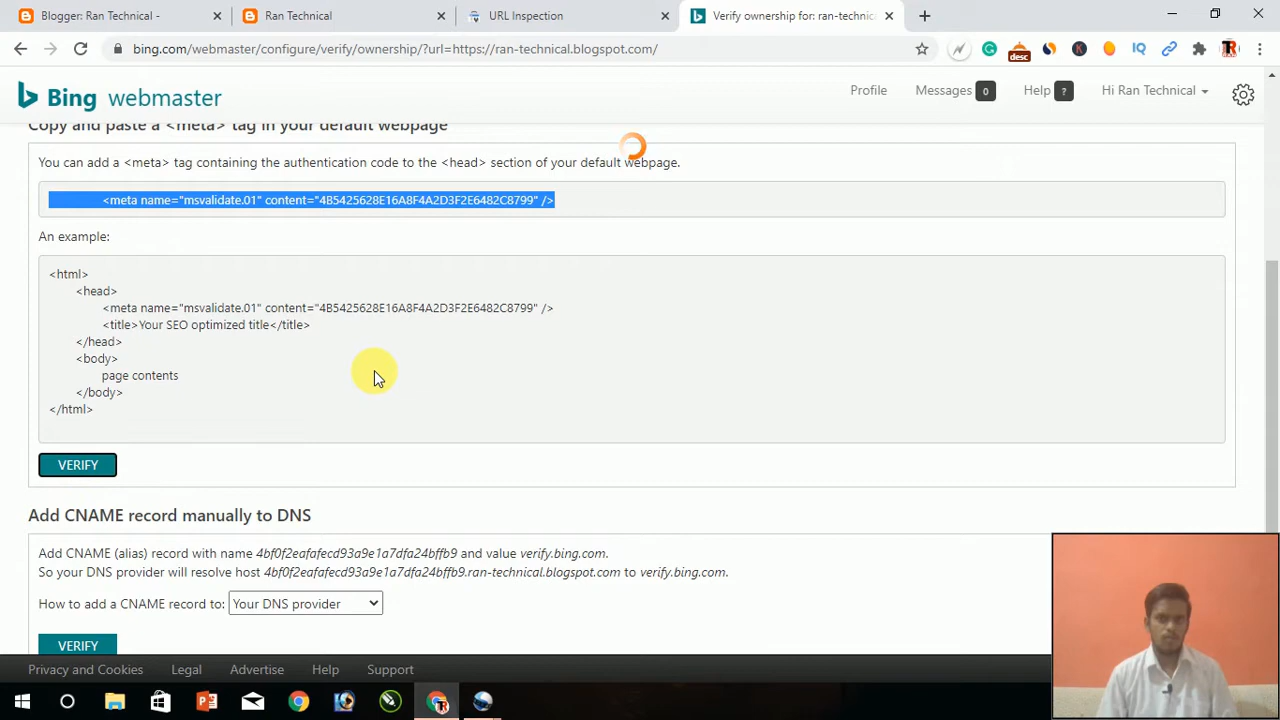 Blogger: Ran Technical -
Ran Technical
URL Inspection
Verify ownership for: ran-technic
bing.com/webmaster/configure/verify/ownership/?url=https://ran-technical.blogspot.com/
desc
IQ
Bing webmaster
Profile
Messages 0
Help ?
Hi Ran Technical
Copy and paste a <meta> tag in your default webpage
You can add a <meta> tag containing the authentication code to the <head> section of your default webpage.
<meta name="msvalidate.01" content="4B5425628E16A8F4A2D3F2E6482C8799" />
An example:
<html>
<head>
<meta name="msvalidate.01" content="4B5425628E16A8F4A2D3F2E6482C8799" />
<title>Your SEO optimized title</title>
</head>
<body>
page contents
</body>
</html>
VERIFY
Add CNAME record manually to DNS
Add CNAME (alias) record with name 4bf0f2eafafecd93a9e1a7dfa24bffb9 and value verify.bing.com.
So your DNS provider will resolve host 4bf0f2eafafecd93a9e1a7dfa24bffb9.ran-technical.blogspot.com to verify.bing.com.
How to add a CNAME record to: Your DNS provider
VERIFY
Privacy and Cookies
Legal
Advertise
Help
Support